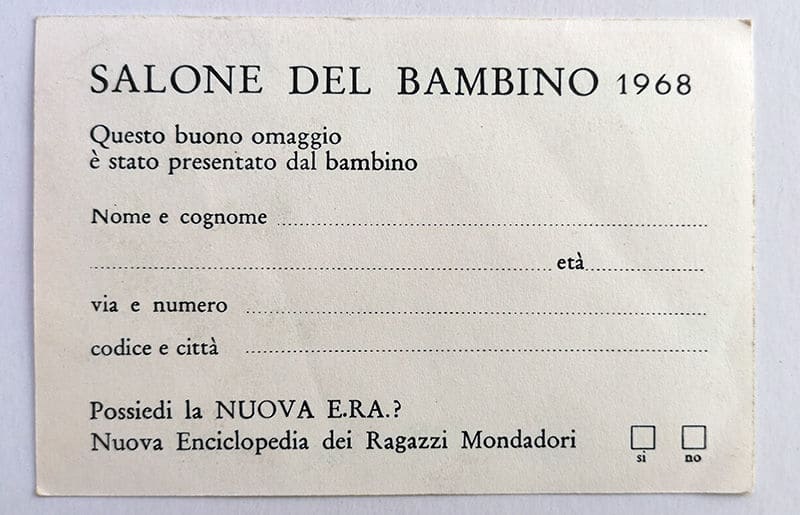 SALONE DEL BAMBINO 1968
Questo buono omaggio
è stato presentato dal bambino
Nome e cognome
età
via e numero
codice e città
Possiedi la NUOVA E.RA.?
Nuova Enciclopedia dei Ragazzi Mondadori
si no